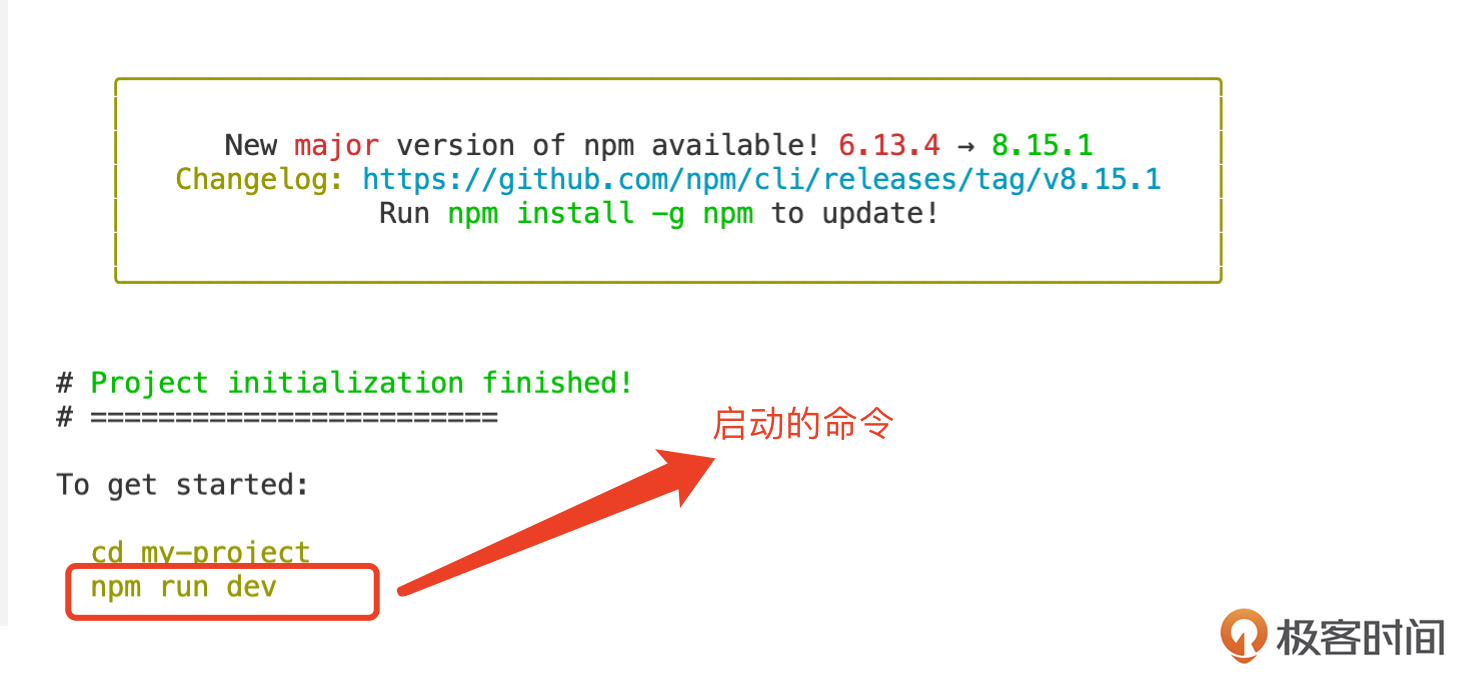 New major version of npm available! 6.13.4 → 8.15.1
Changelog: https://github.com/npm/cli/releases/tag/v8.15.1
Run npm install -g npm to update!
# Project initialization finished!
# ========================
启动的命令
To get started:
cd my-project
npm run dev
极客时间